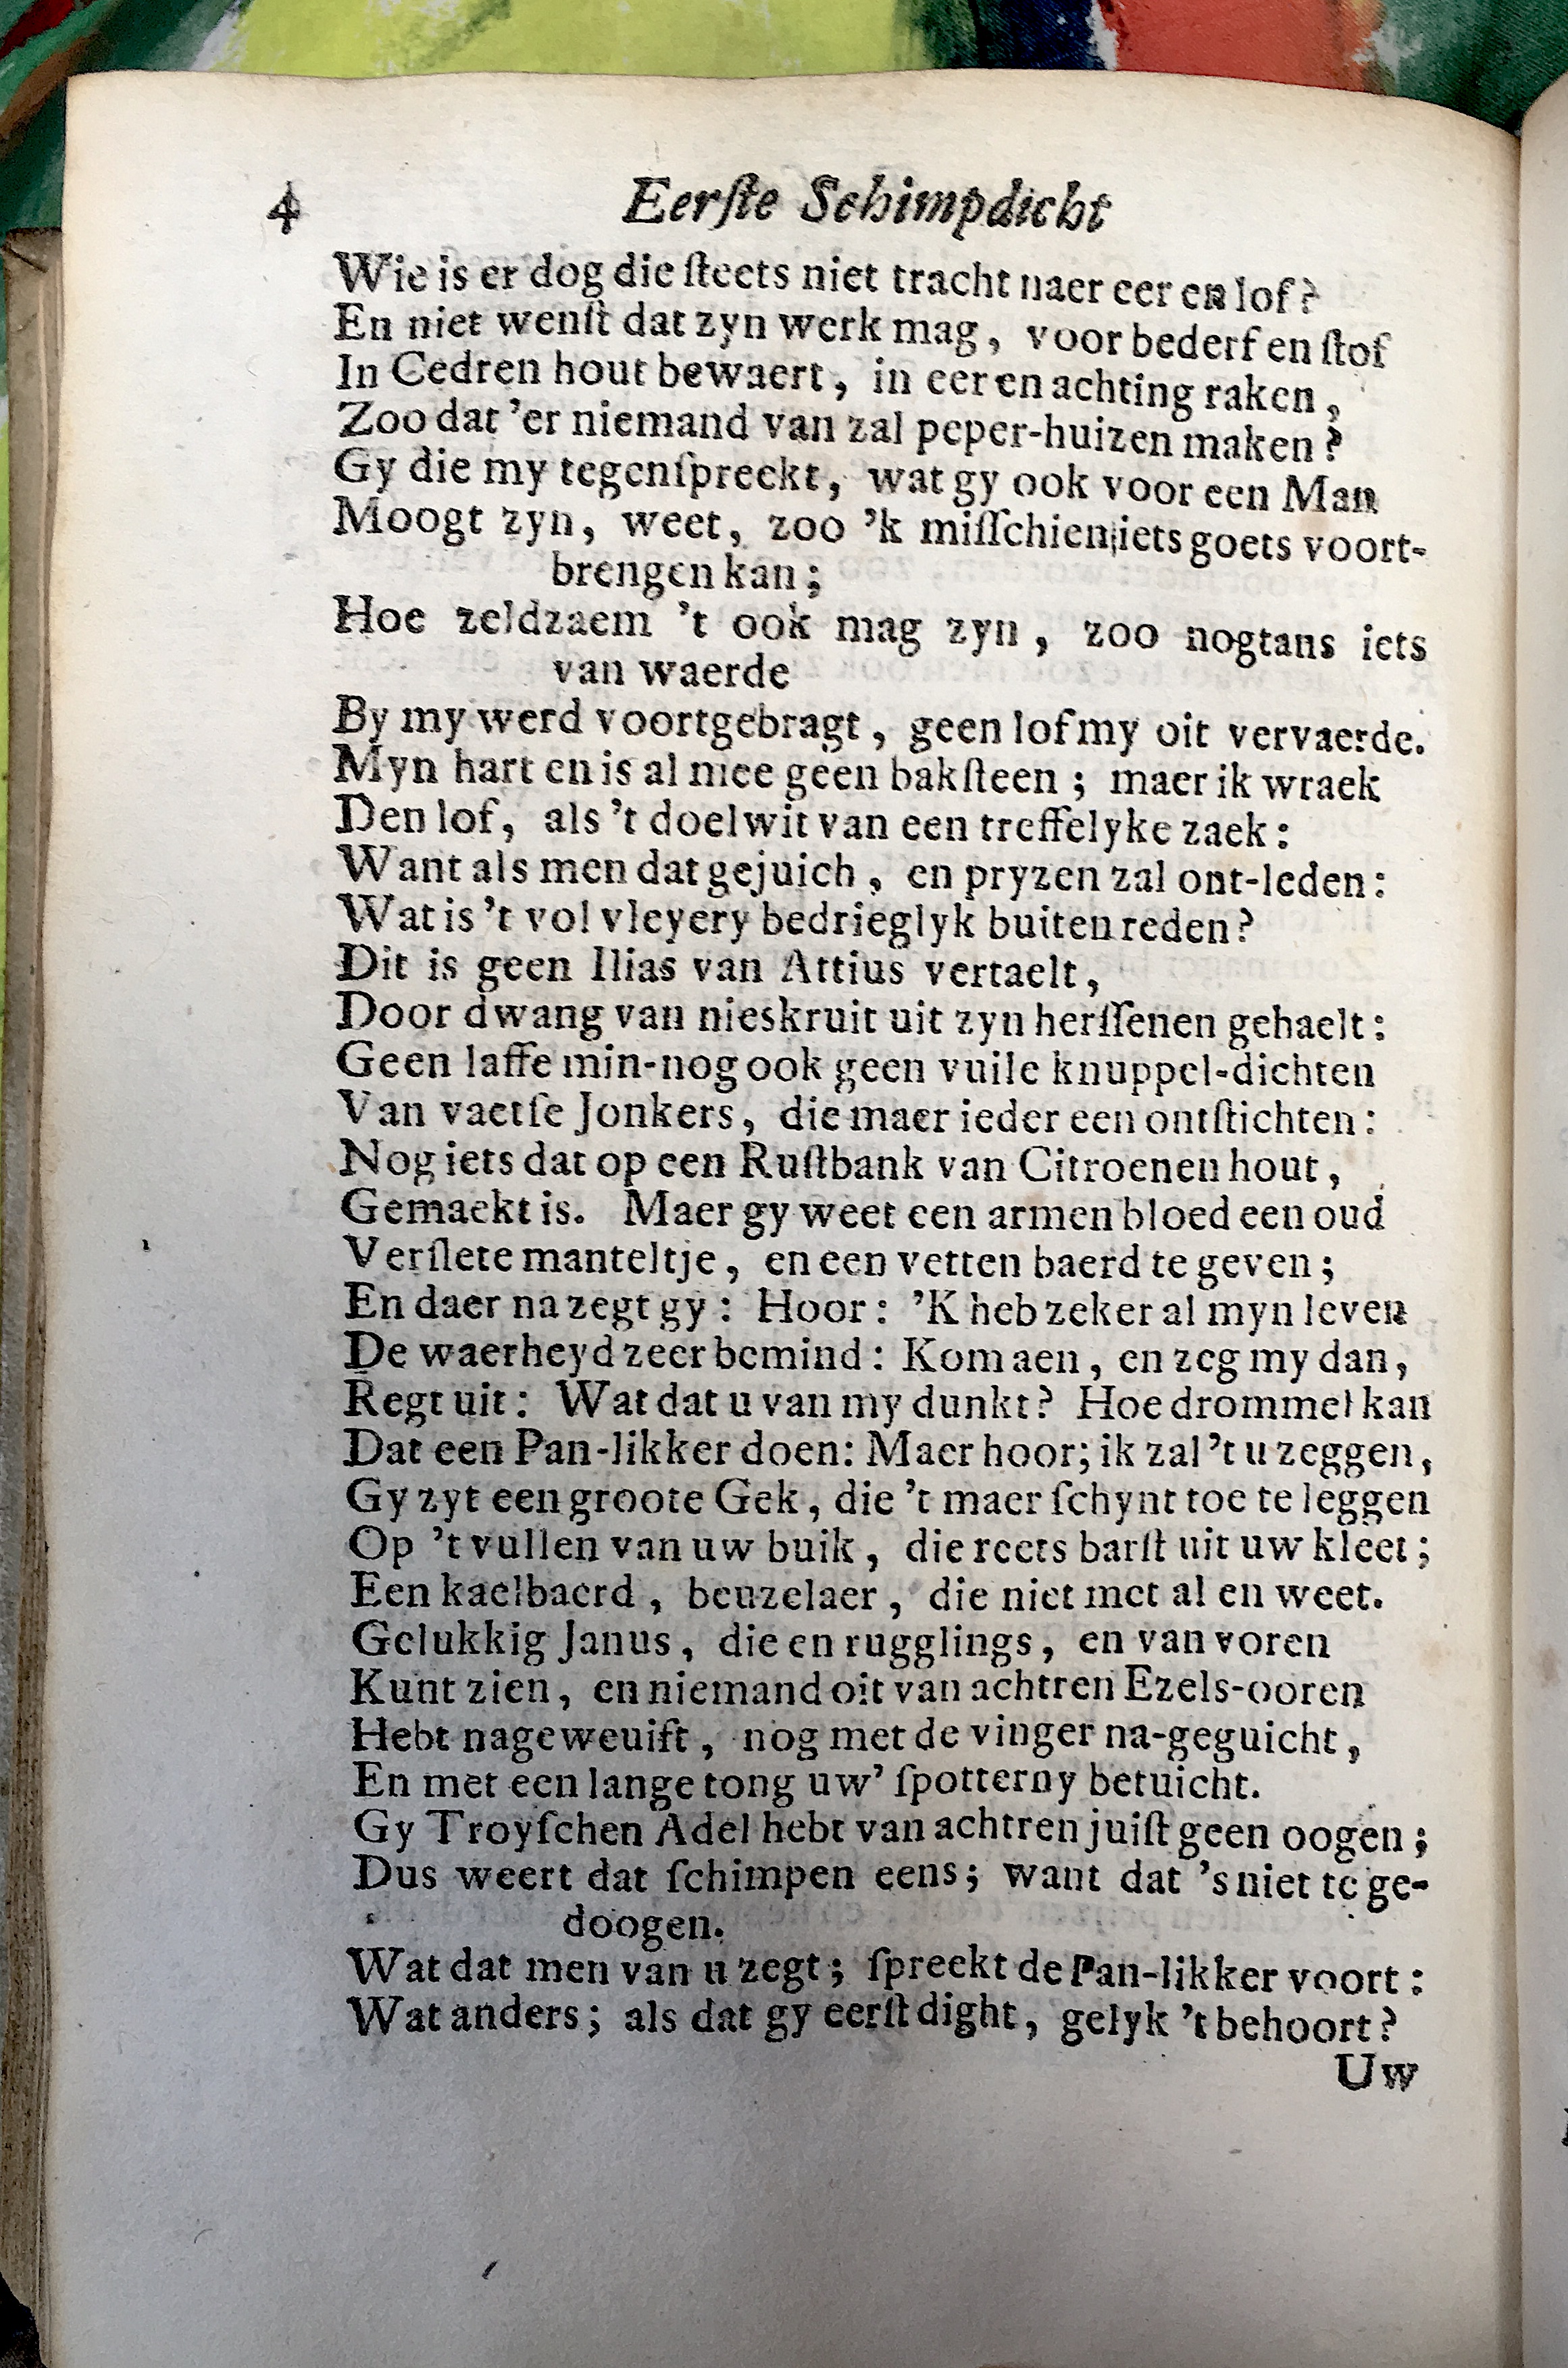 4 Eerſte Schimpdicht
Wie is er dog die ſteets niet tracht naer eer en lof?
En niet wenſt dat zyn werk mag, voor bederf en ſtof
In Cedren hout bewaert, in eer en achting raken,
Zoo dat 'er niemand van zal peper-huizen maken?
Gy die my tegenſpreekt, wat gy ook voor een Man
Moogt zyn, weet, zoo 'k miſſchien iets goets voort-
brengen kan;
Hoe zeldzaem 't ook mag zyn, zoo nogtans iets
van waerde
By my werd voortgebragt, geen lof my oit vervaerde.
Myn hart en is al mee geen bakſteen; maer ik wraek
Den lof, als 't doelwit van een treffelyke zaek:
Want als men dat gejuich, en pryzen zal ont-leden:
Wat is 't vol vleyery bedrieglyk buiten reden?
Dit is geen Ilias van Attius vertaelt,
Door dwang van nieskruit uit zyn herſſenen gehaelt:
Geen laffe min-nog ook geen vuile knuppel-dichten
Van vaetſe Jonkers, die maer ieder een ontſtichten:
Nog iets dat op een Ruſtbank van Citroenen hout,
Gemaekt is. Maer gy weet een armen bloed een oud
Verſlete manteltje, en een vetten baerd te geven;
En daer na zegt gy: Hoor: 'K heb zeker al myn leven
De waerheyd zeer bemind: Kom aen, en zeg my dan,
Regt uit: Wat dat u van my dunkt? Hoe drommel kan
Dat een Pan-likker doen: Maer hoor; ik zal 't u zeggen,
Gy zyt een groote Gek, die 't maer ſchynt toe te leggen
Op 't vullen van uw buik, die reets barſt uit uw kleet;
Een kaelbaerd, beuzelaer, die niet met al en weet.
Gelukkig Janus, die en rugglings, en van voren
Kunt zien, en niemand oit van achtren Ezels-ooren
Hebt nageweuift, nog met de vinger na-geguicht,
En met een lange tong uw' ſpotterny betuicht.
Gy Troyſchen Adel hebt van achtren juiſt geen oogen;
Dus weert dat ſchimpen eens; want dat 's niet te ge-
doogen.
Wat dat men van u zegt; ſpreekt de Pan-likker voort:
Wat anders; als dat gy eerſt dight, gelyk 't behoort?
Uw